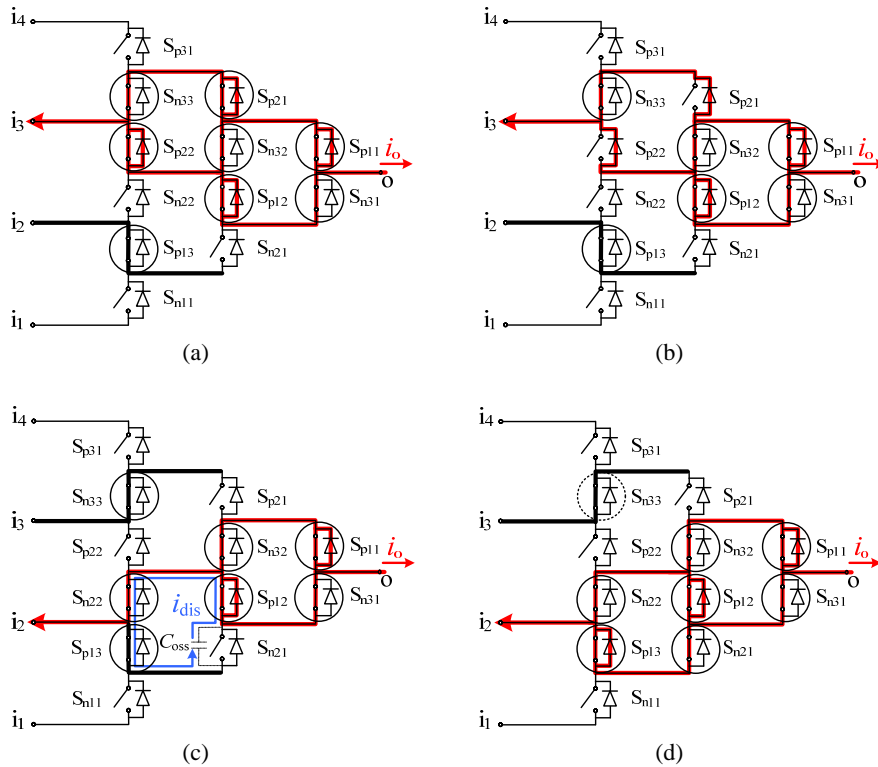 i4
Sp31
Sn33
Sp21
i3
Sp22
Sn32
Sp11
io
o
Sn22
Sp12
Sn31
i2
Sp13
Sn21
Sn11
i1
(a)
i4
Sp31
Sn33
Sp21
i3
Sp22
Sn32
Sp11
io
o
Sn22
Sp12
Sn31
i2
Sp13
Sn21
Sn11
i1
(b)
i4
Sp31
Sn33
Sp21
i3
Sp22
Sn32
Sp11
io
o
Sn22
idis
Sp12
Sn31
i2
Sp13
Coss
Sn21
Sn11
i1
(c)
i4
Sp31
Sn33
Sp21
i3
Sp22
Sn32
Sp11
io
o
Sn22
Sp12
Sn31
i2
Sp13
Sn21
Sn11
i1
(d)